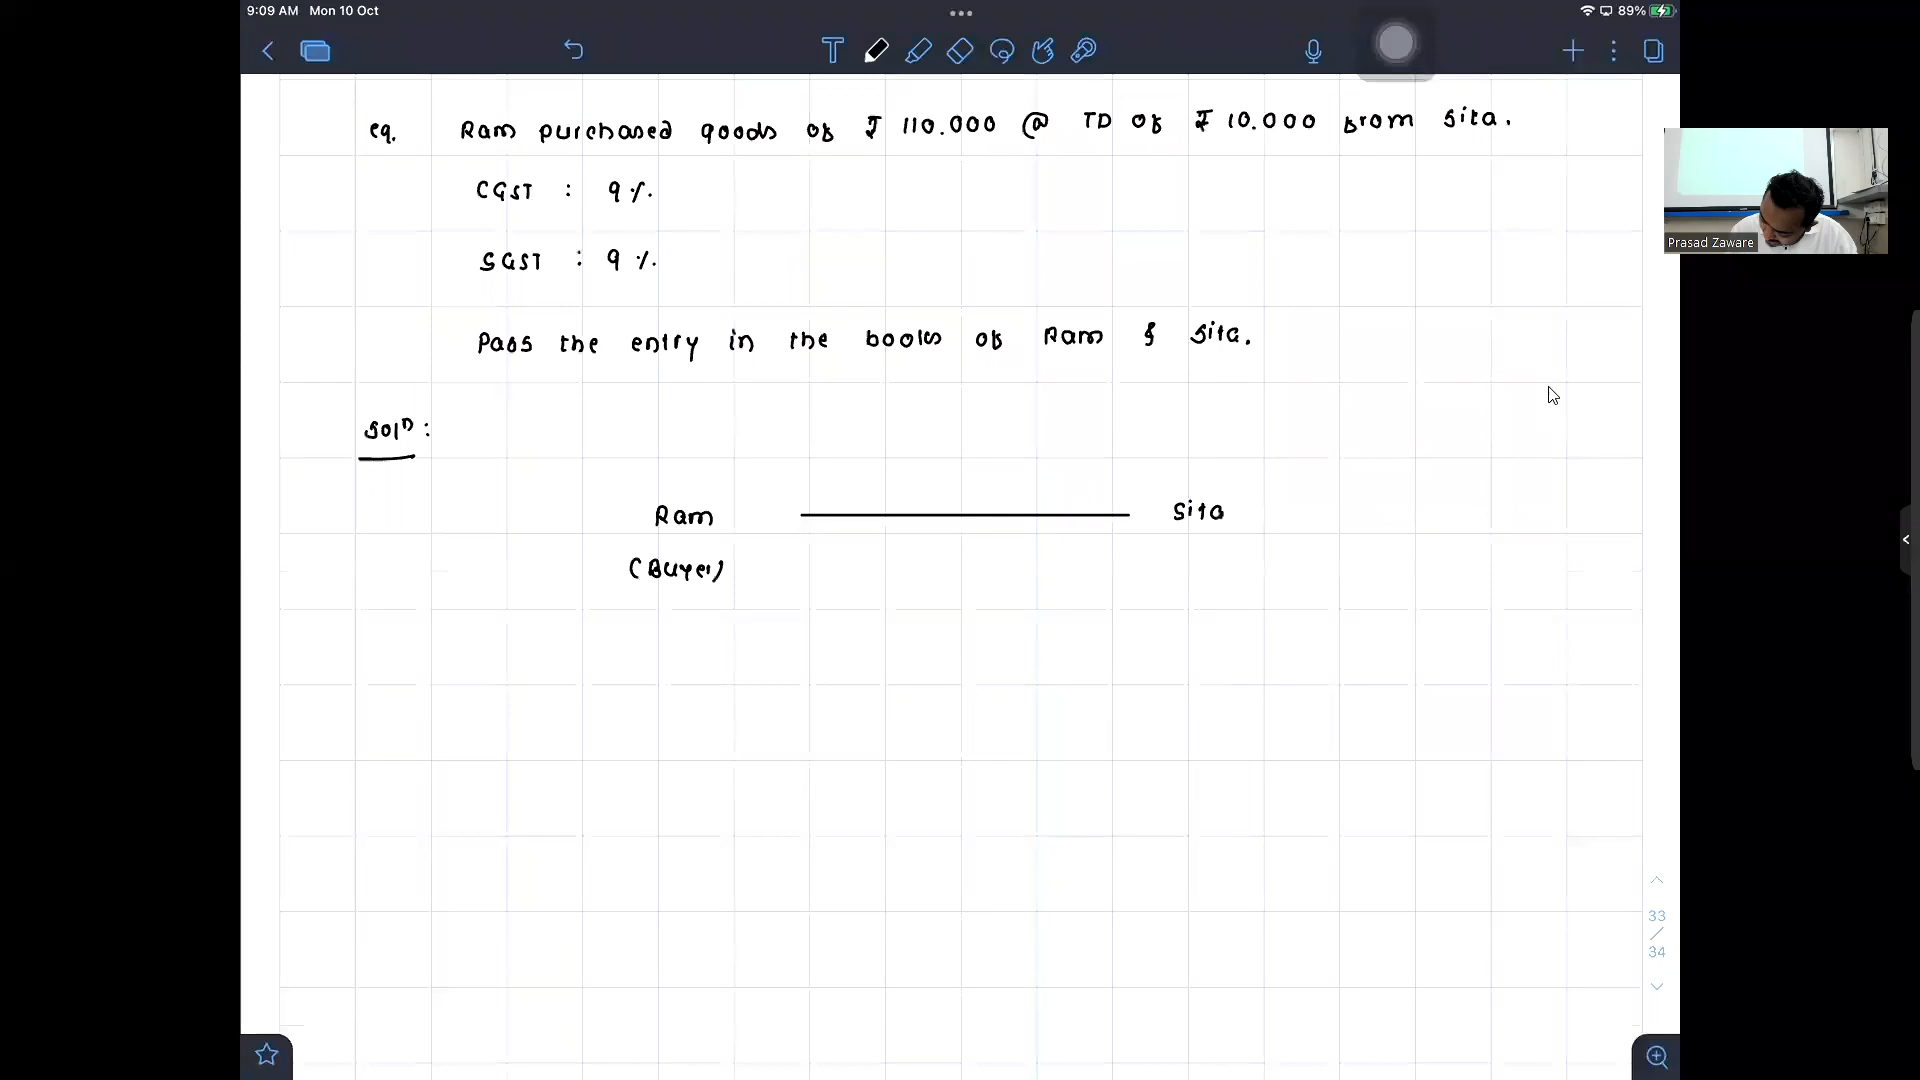 9:09 AM Mon 10 Oct
89%
eg. Ram purchased goods of ₹ 110.000 @ TD of ₹ 10.000 from Sita.
CGST : 9 %.
SGST : 9 %.
Pass the entry in the books of Ram & Sita.
Prasad Zaware
Solⁿ :
Ram Sita
(Buyer)
33
/
34